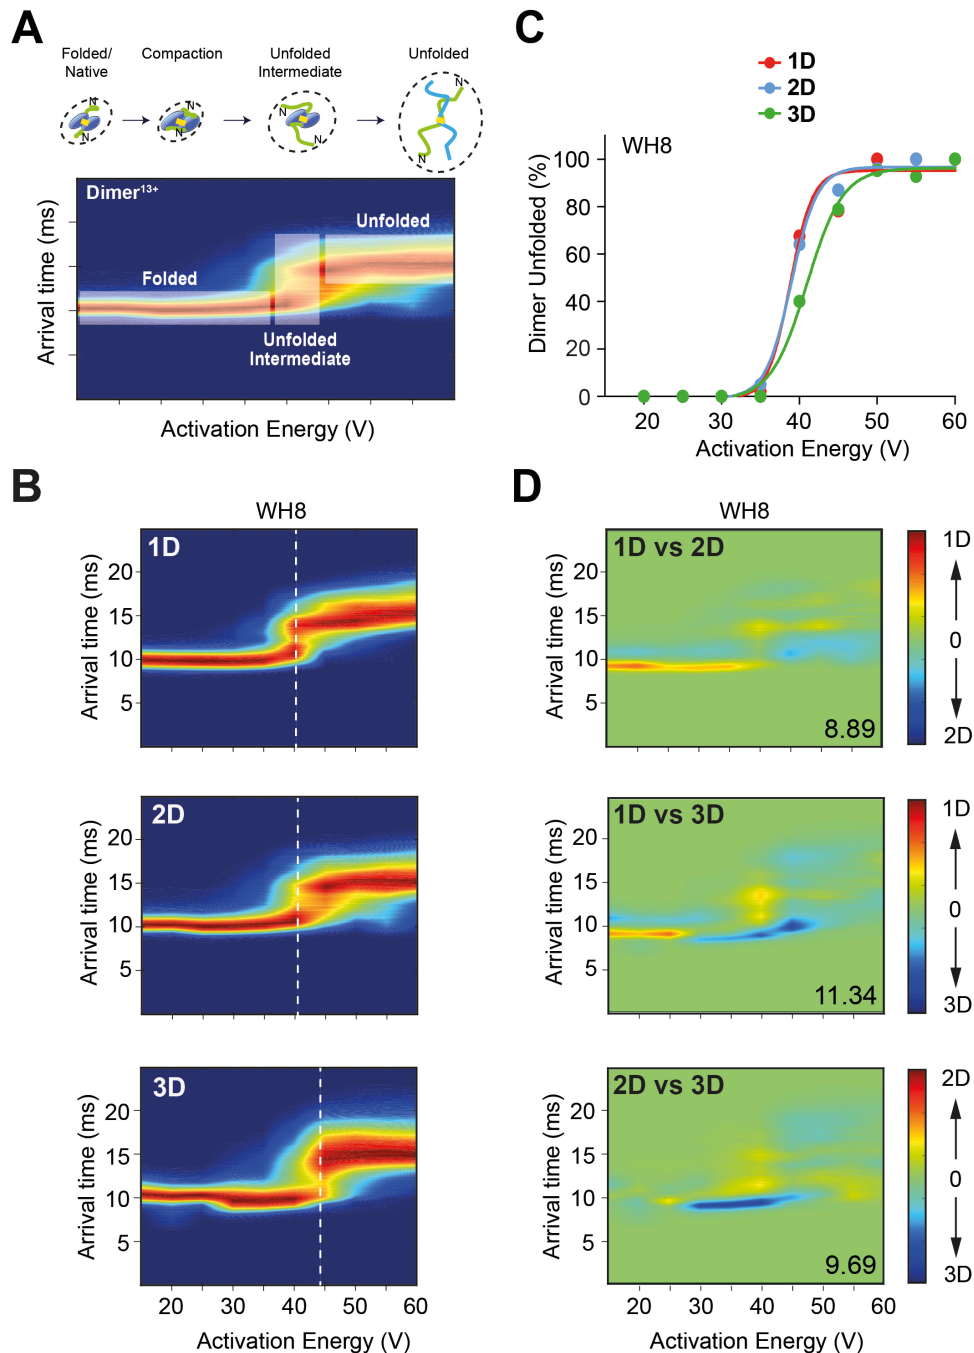 A
Folded/
Native
Compaction
Unfolded
Intermediate
Unfolded
N
N
N
N
N
N
N
Dimer13+
Folded
Unfolded
Unfolded
Intermediate
Arrival time (ms)
Activation Energy (V)
C
1D
2D
3D
WH8
Dimer Unfolded (%)
100
80
60
40
20
0
20
30
40
50
60
Activation Energy (V)
B
WH8
1D
Arrival time (ms)
20
15
10
5
2D
Arrival time (ms)
20
15
10
5
3D
Arrival time (ms)
20
15
10
5
20
30
40
50
60
Activation Energy (V)
D
WH8
1D vs 2D
Arrival time (ms)
20
15
10
5
8.89
1D
0
2D
1D vs 3D
Arrival time (ms)
20
15
10
5
11.34
1D
0
3D
2D vs 3D
Arrival time (ms)
20
15
10
5
9.69
2D
0
3D
20
30
40
50
60
Activation Energy (V)